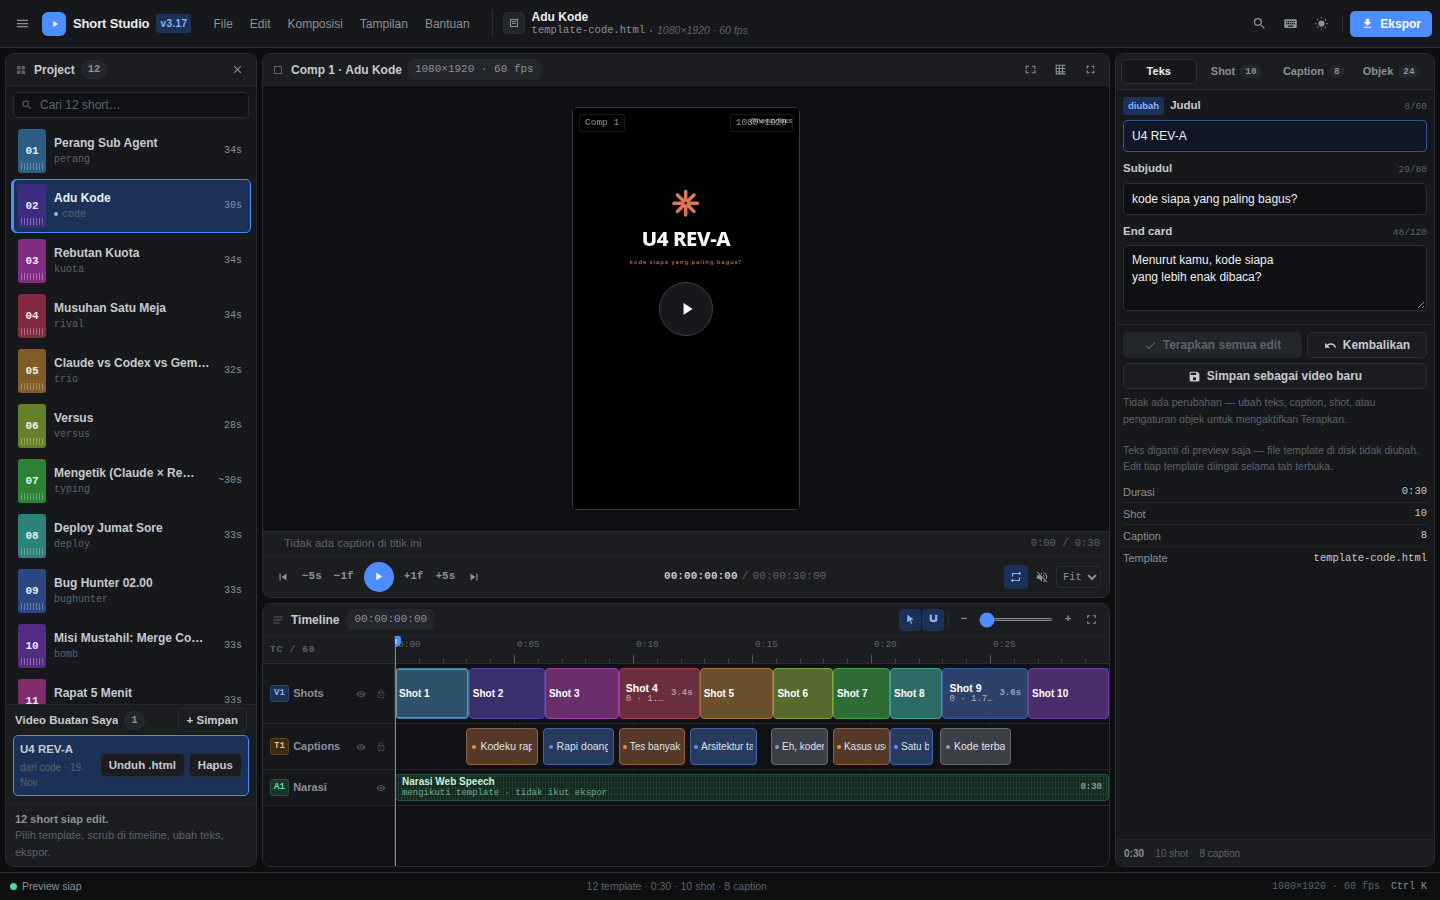 Short Studio v3.17 File Edit Komposisi Tampilan Bantuan
Adu Kode
template-code.html · 1080×1920 · 60 fps
Ekspor
Project 12
Cari 12 short…
01 Perang Sub Agent 34s
perang
02 Adu Kode 30s
code
03 Rebutan Kuota 34s
kuota
04 Musuhan Satu Meja 34s
rival
05 Claude vs Codex vs Gem… 32s
trio
06 Versus 28s
versus
07 Mengetik (Claude × Re… ~30s
typing
08 Deploy Jumat Sore 33s
deploy
09 Bug Hunter 02.00 33s
bughunter
10 Misi Mustahil: Merge Co… 33s
bomb
11 Rapat 5 Menit 33s
Video Buatan Saya 1 + Simpan
U4 REV-A
dari code · 19 Nov
Unduh .html Hapus
12 short siap edit.
Pilih template, scrub di timeline, ubah teks,
ekspor.
Comp 1 · Adu Kode 1080×1920 · 60 fps
Comp 1 1080×1920
U4 REV-A
kode siapa yang paling bagus?
Tidak ada caption di titik ini 0:00 / 0:30
−5s −1f +1f +5s 00:00:00:00 / 00:00:30:00 Fit
Timeline 00:00:00:00 − +
TC / 60 0:00 0:05 0:10 0:15 0:20 0:25
V1 Shots Shot 1 Shot 2 Shot 3 Shot 4 3.4s Shot 5 Shot 6 Shot 7 Shot 8 Shot 9 3.6s Shot 10
0 · 1.… 0 · 1.7…
T1 Captions Kodeku rap Rapi doang Tes banyak Arsitektur ta Eh, koder Kasus us Satu b Kode terba
A1 Narasi Narasi Web Speech 0:30
mengikuti template · tidak ikut ekspor
Teks Shot 10 Caption 8 Objek 24
diubah Judul 8/60
U4 REV-A
Subjudul 29/80
kode siapa yang paling bagus?
End card 48/120
Menurut kamu, kode siapa
yang lebih enak dibaca?
Terapkan semua edit Kembalikan
Simpan sebagai video baru
Tidak ada perubahan — ubah teks, caption, shot, atau
pengaturan objek untuk mengaktifkan Terapkan.
Teks diganti di preview saja — file template di disk tidak diubah.
Edit tiap template diingat selama tab terbuka.
Durasi 0:30
Shot 10
Caption 8
Template template-code.html
0:30 · 10 shot · 8 caption
Preview siap 12 template · 0:30 · 10 shot · 8 caption 1080×1920 · 60 fps Ctrl K